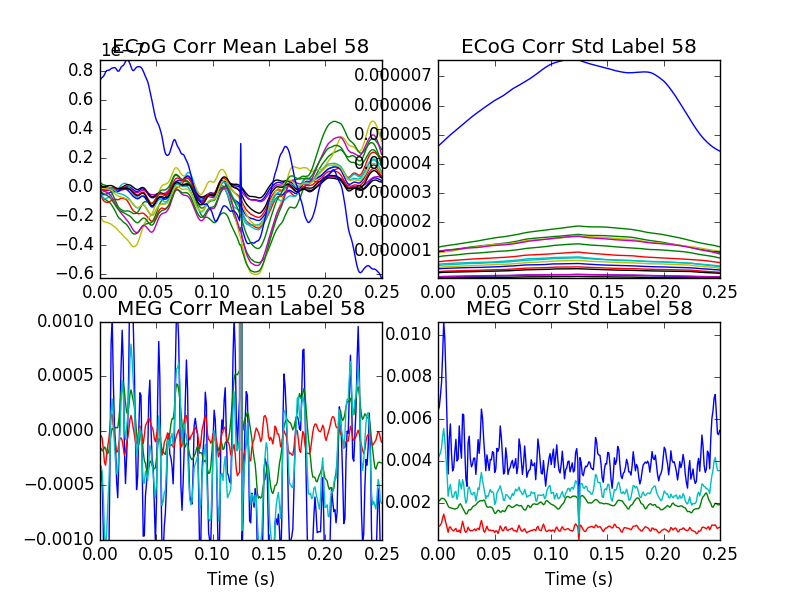 1e−7
ECoG Corr Mean Label 58
0.8
0.6
0.4
0.2
0.0
−0.2
−0.4
−0.6
0.00 0.05 0.10 0.15 0.20 0.25
ECoG Corr Std Label 58
0.000007
0.000006
0.000005
0.000004
0.000003
0.000002
0.000001
0.00 0.05 0.10 0.15 0.20 0.25
MEG Corr Mean Label 58
0.0010
0.0005
0.0000
−0.0005
−0.0010
0.00 0.05 0.10 0.15 0.20 0.25
Time (s)
MEG Corr Std Label 58
0.010
0.008
0.006
0.004
0.002
0.00 0.05 0.10 0.15 0.20 0.25
Time (s)